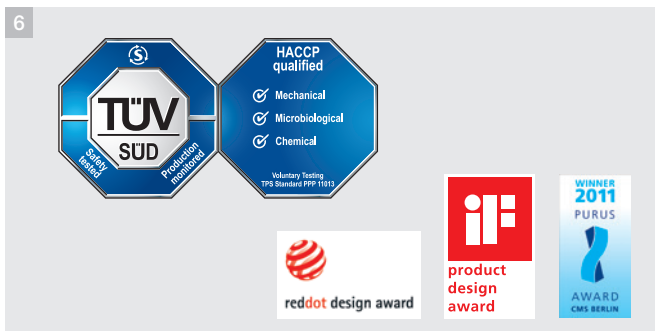 6
TÜV
SÜD
Safety
tested
Production
monitored
HACCP
qualified
Mechanical
Microbiological
Chemical
Voluntary Testing
TPS Standard PPP 11013
reddot design award
iF
product
design
award
WINNER
2011
PURUS
AWARD
CMS BERLIN